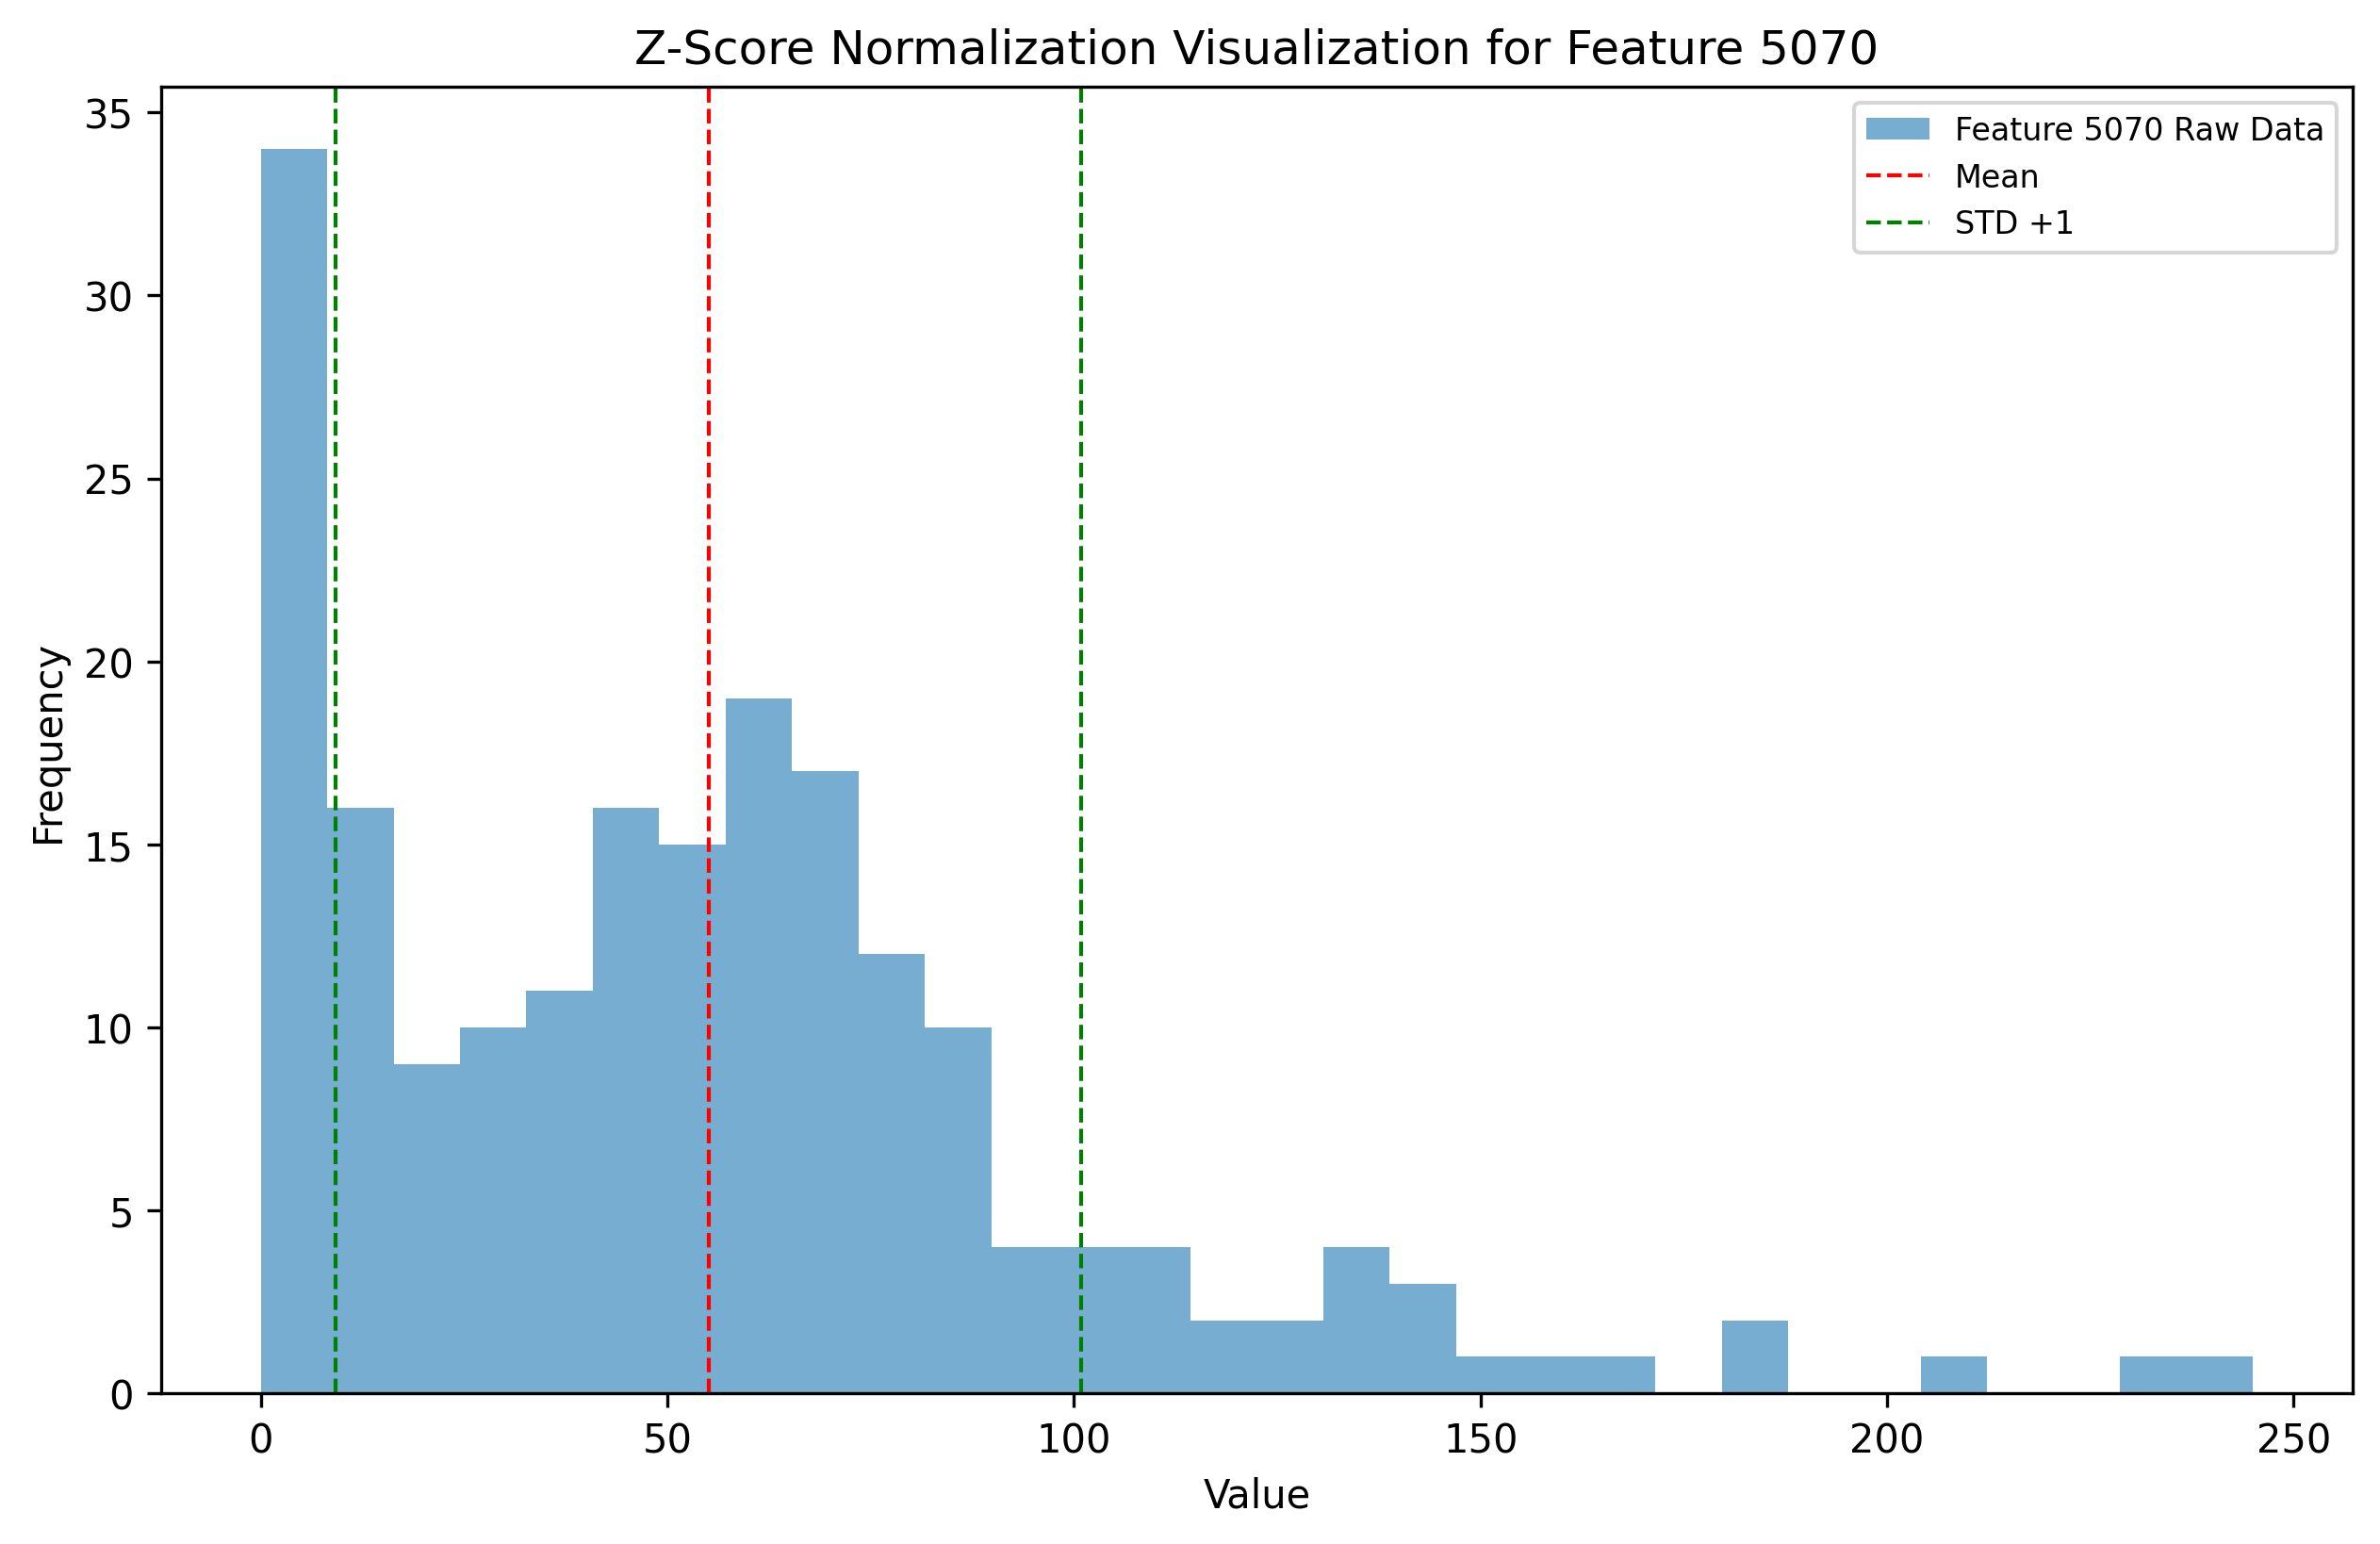 Z-Score Normalization Visualization for Feature 5070
Feature 5070 Raw Data
Mean
STD +1
Frequency
35
30
25
20
15
10
5
0
0 50 100 150 200 250
Value